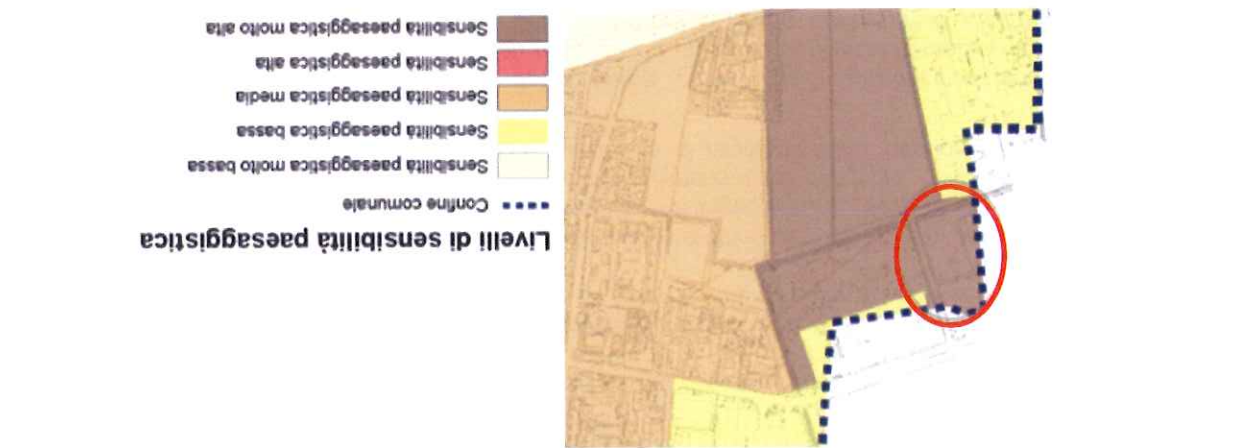 Livelli di sensibilità paesaggistica
Confine comunale
Sensibilità paesaggistica molto bassa
Sensibilità paesaggistica bassa
Sensibilità paesaggistica media
Sensibilità paesaggistica alta
Sensibilità paesaggistica molto alta